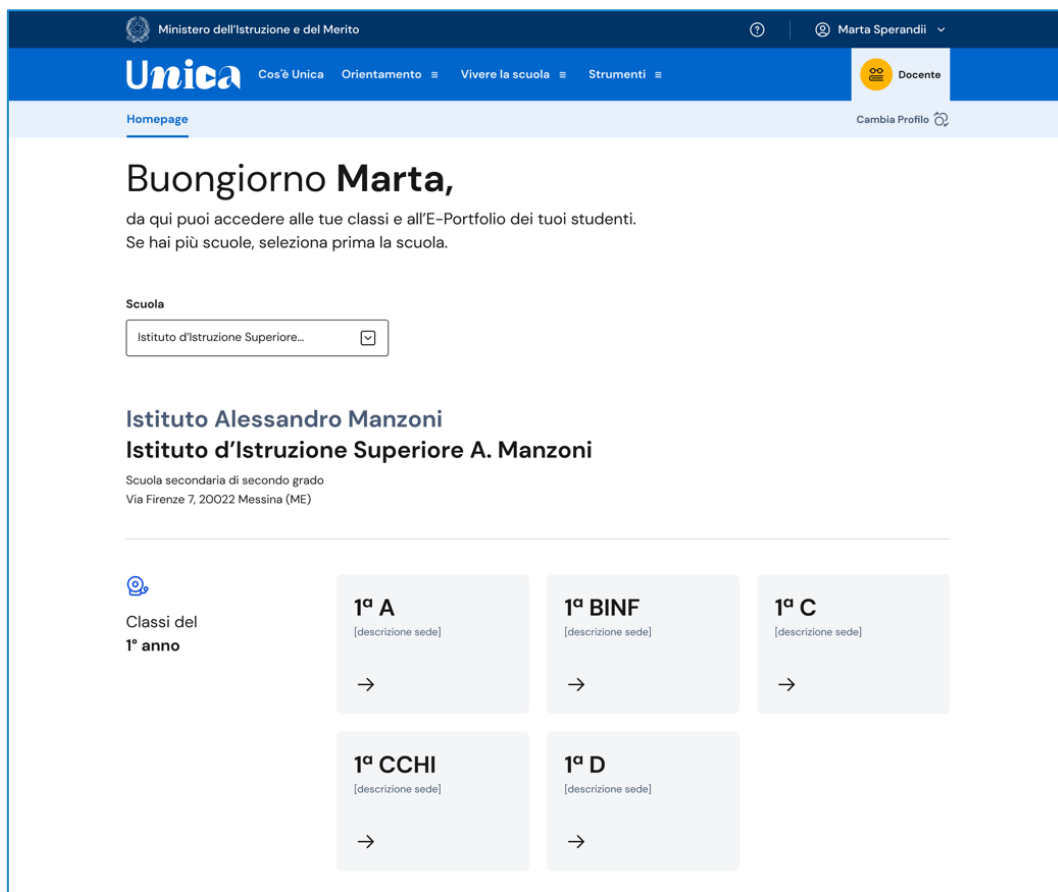 Ministero dell'Istruzione e del Merito
Marta Sperandii
Unica
Cos'è Unica
Orientamento
Vivere la scuola
Strumenti
Docente
Homepage
Cambia Profilo
Buongiorno Marta,
da qui puoi accedere alle tue classi e all'E-Portfolio dei tuoi studenti.
Se hai più scuole, seleziona prima la scuola.
Scuola
Istituto d'Istruzione Superiore...
Istituto Alessandro Manzoni
Istituto d'Istruzione Superiore A. Manzoni
Scuola secondaria di secondo grado
Via Firenze 7, 20022 Messina (ME)
Classi del
1° anno
1ª A
[descrizione sede]
1ª BINF
[descrizione sede]
1ª C
[descrizione sede]
1ª CCHI
[descrizione sede]
1ª D
[descrizione sede]